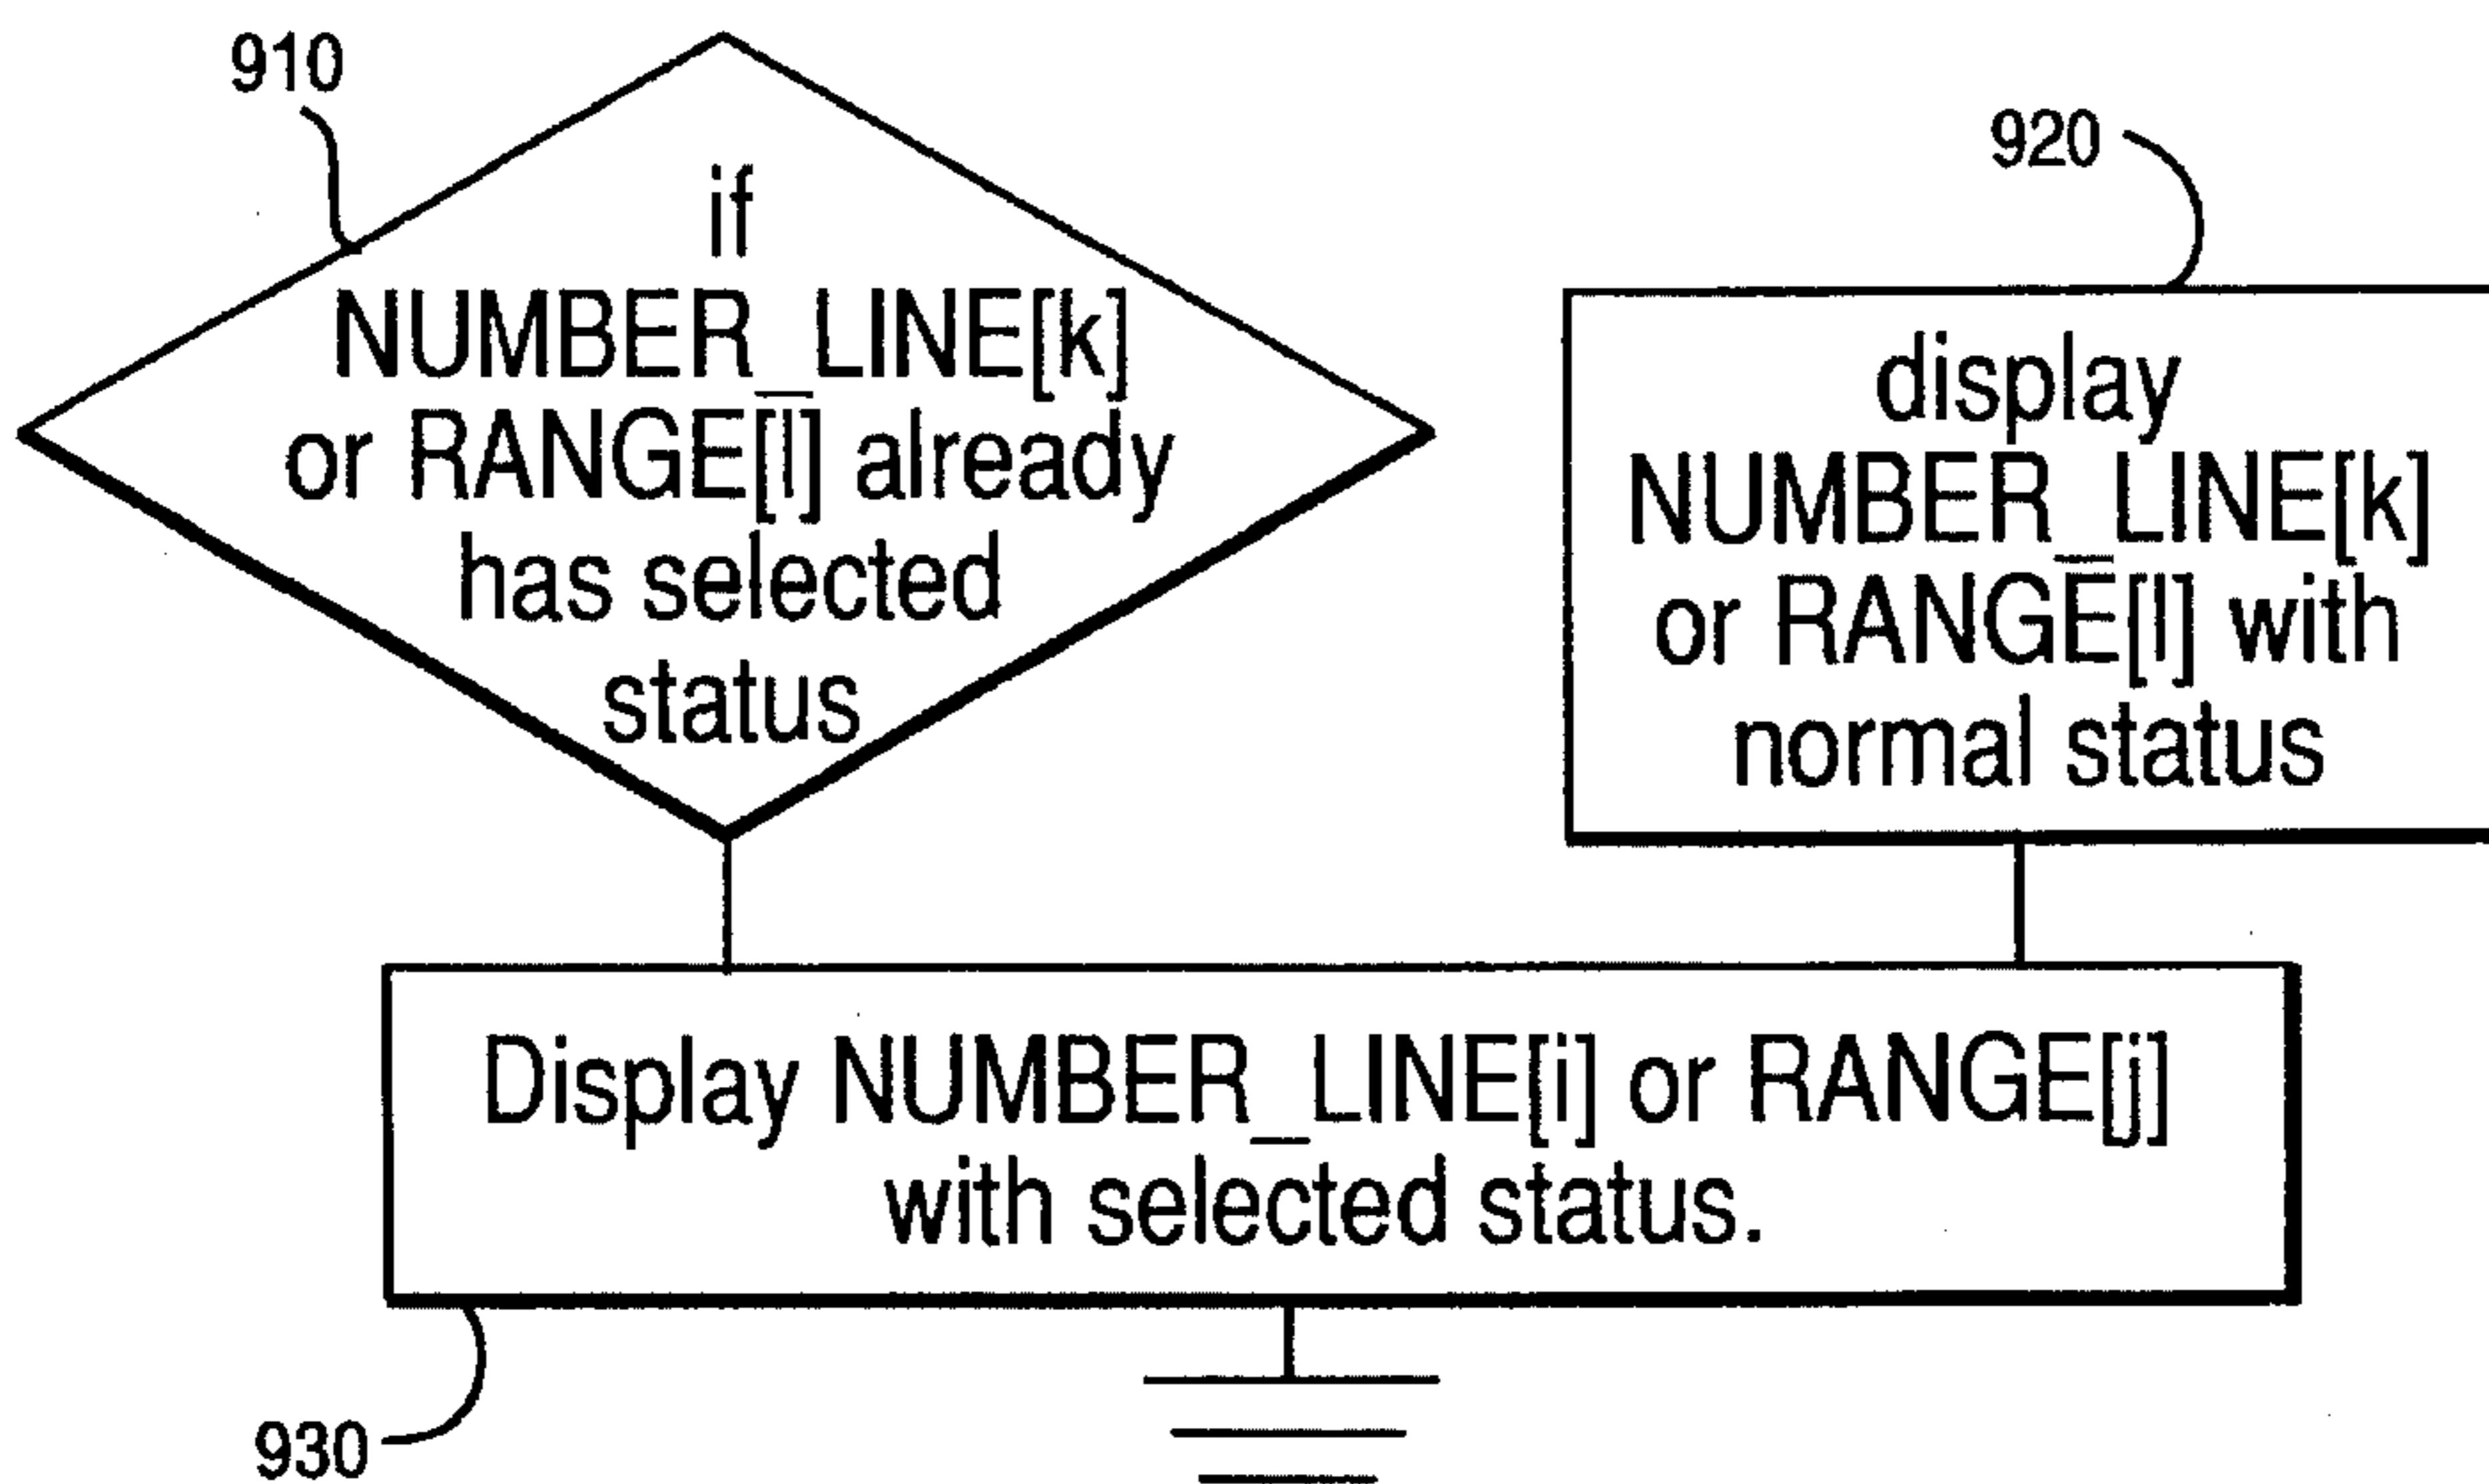 910
if
NUMBER_LINE[k]
or RANGE[l] already
has selected
status
920
display
NUMBER_LINE[k]
or RANGE[l] with
normal status
Display NUMBER_LINE[i] or RANGE[j]
with selected status.
930